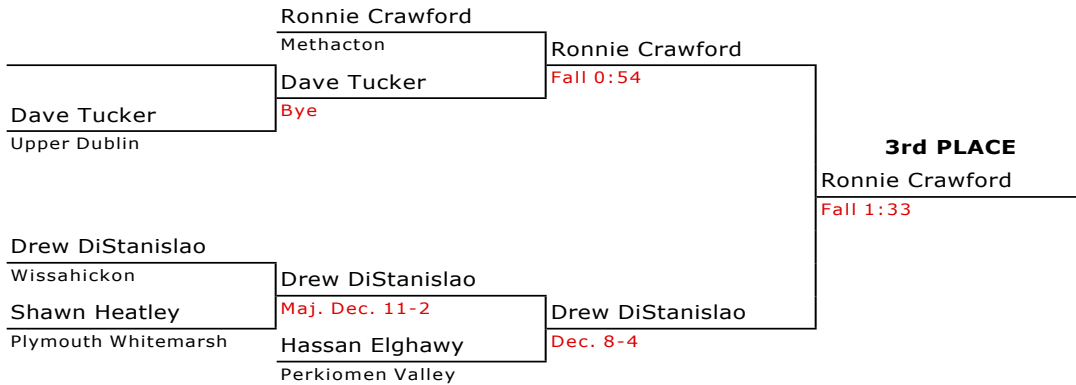 Ronnie Crawford
Methacton
Ronnie Crawford
Fall 0:54
Dave Tucker
Bye
Dave Tucker
Upper Dublin
3rd PLACE
Ronnie Crawford
Fall 1:33
Drew DiStanislao
Wissahickon
Drew DiStanislao
Maj. Dec. 11-2
Shawn Heatley
Plymouth Whitemarsh
Drew DiStanislao
Dec. 8-4
Hassan Elghawy
Perkiomen Valley